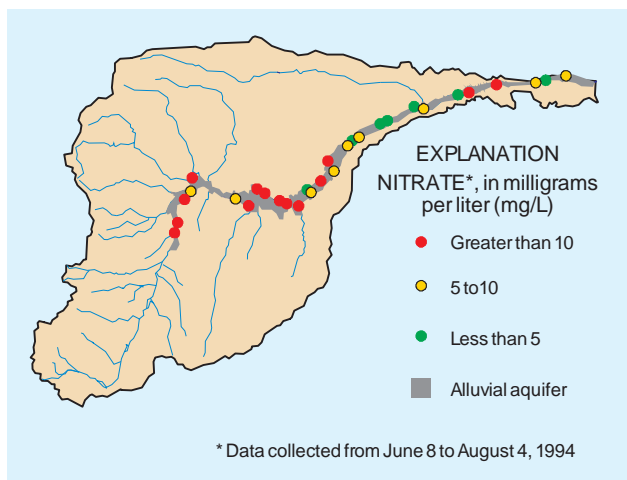 EXPLANATION
NITRATE*, in milligrams
per liter (mg/L)
Greater than 10
5 to10
Less than 5
Alluvial aquifer
* Data collected from June 8 to August 4, 1994